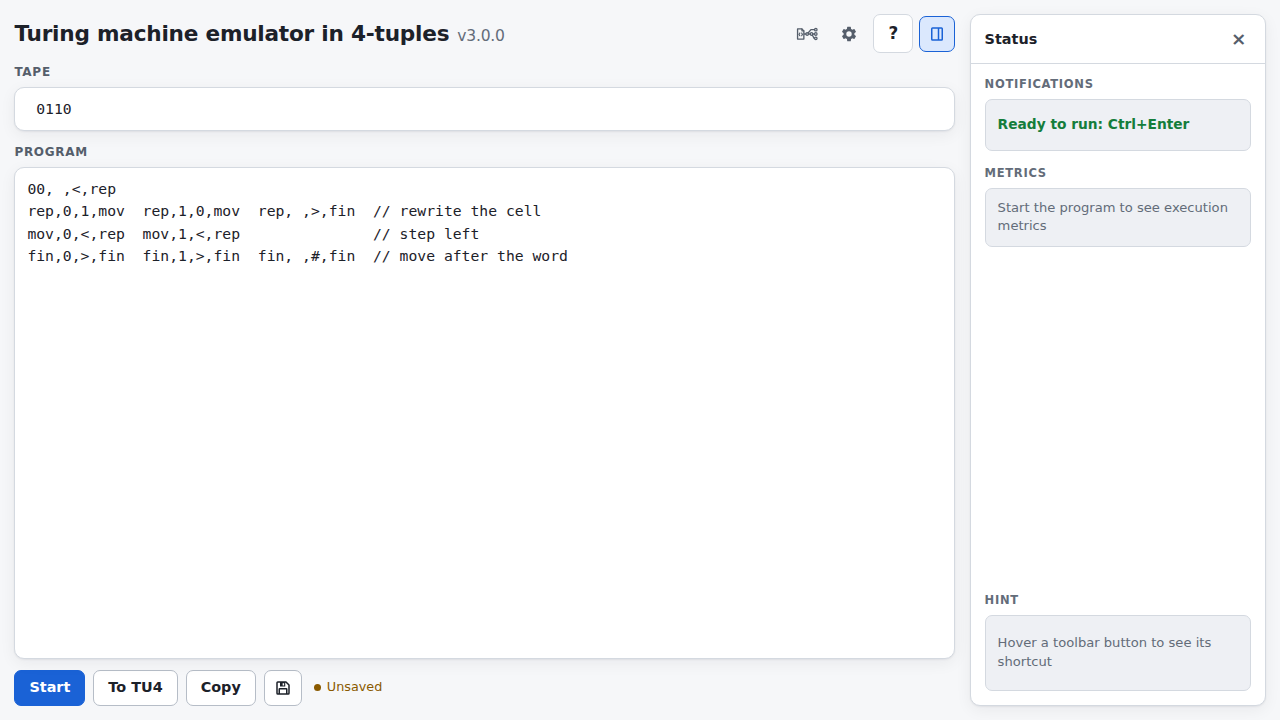 Turing machine emulator in 4-tuples v3.0.0
?
TAPE
0110
PROGRAM
00, ,<,rep
rep,0,1,mov  rep,1,0,mov  rep, ,>,fin  // rewrite the cell
mov,0,<,rep  mov,1,<,rep               // step left
fin,0,>,fin  fin,1,>,fin  fin, ,#,fin  // move after the word
Start
To TU4
Copy
Unsaved
Status
NOTIFICATIONS
Ready to run: Ctrl+Enter
METRICS
Start the program to see execution
metrics
HINT
Hover a toolbar button to see its
shortcut